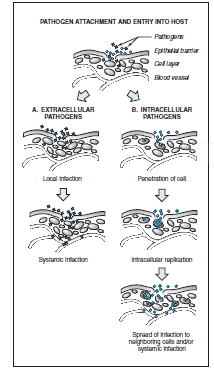 PATHOGEN ATTACHMENT AND ENTRY INTO HOST
Pathogens
Epithelial barrier
Cell layer
Blood vessel
A. EXTRACELLULAR
PATHOGENS
B. INTRACELLULAR
PATHOGENS
Local infection
Penetration of cell
Systemic infection
Intracellular replication
Spread of infection to
neighboring cells and/or
systemic infection